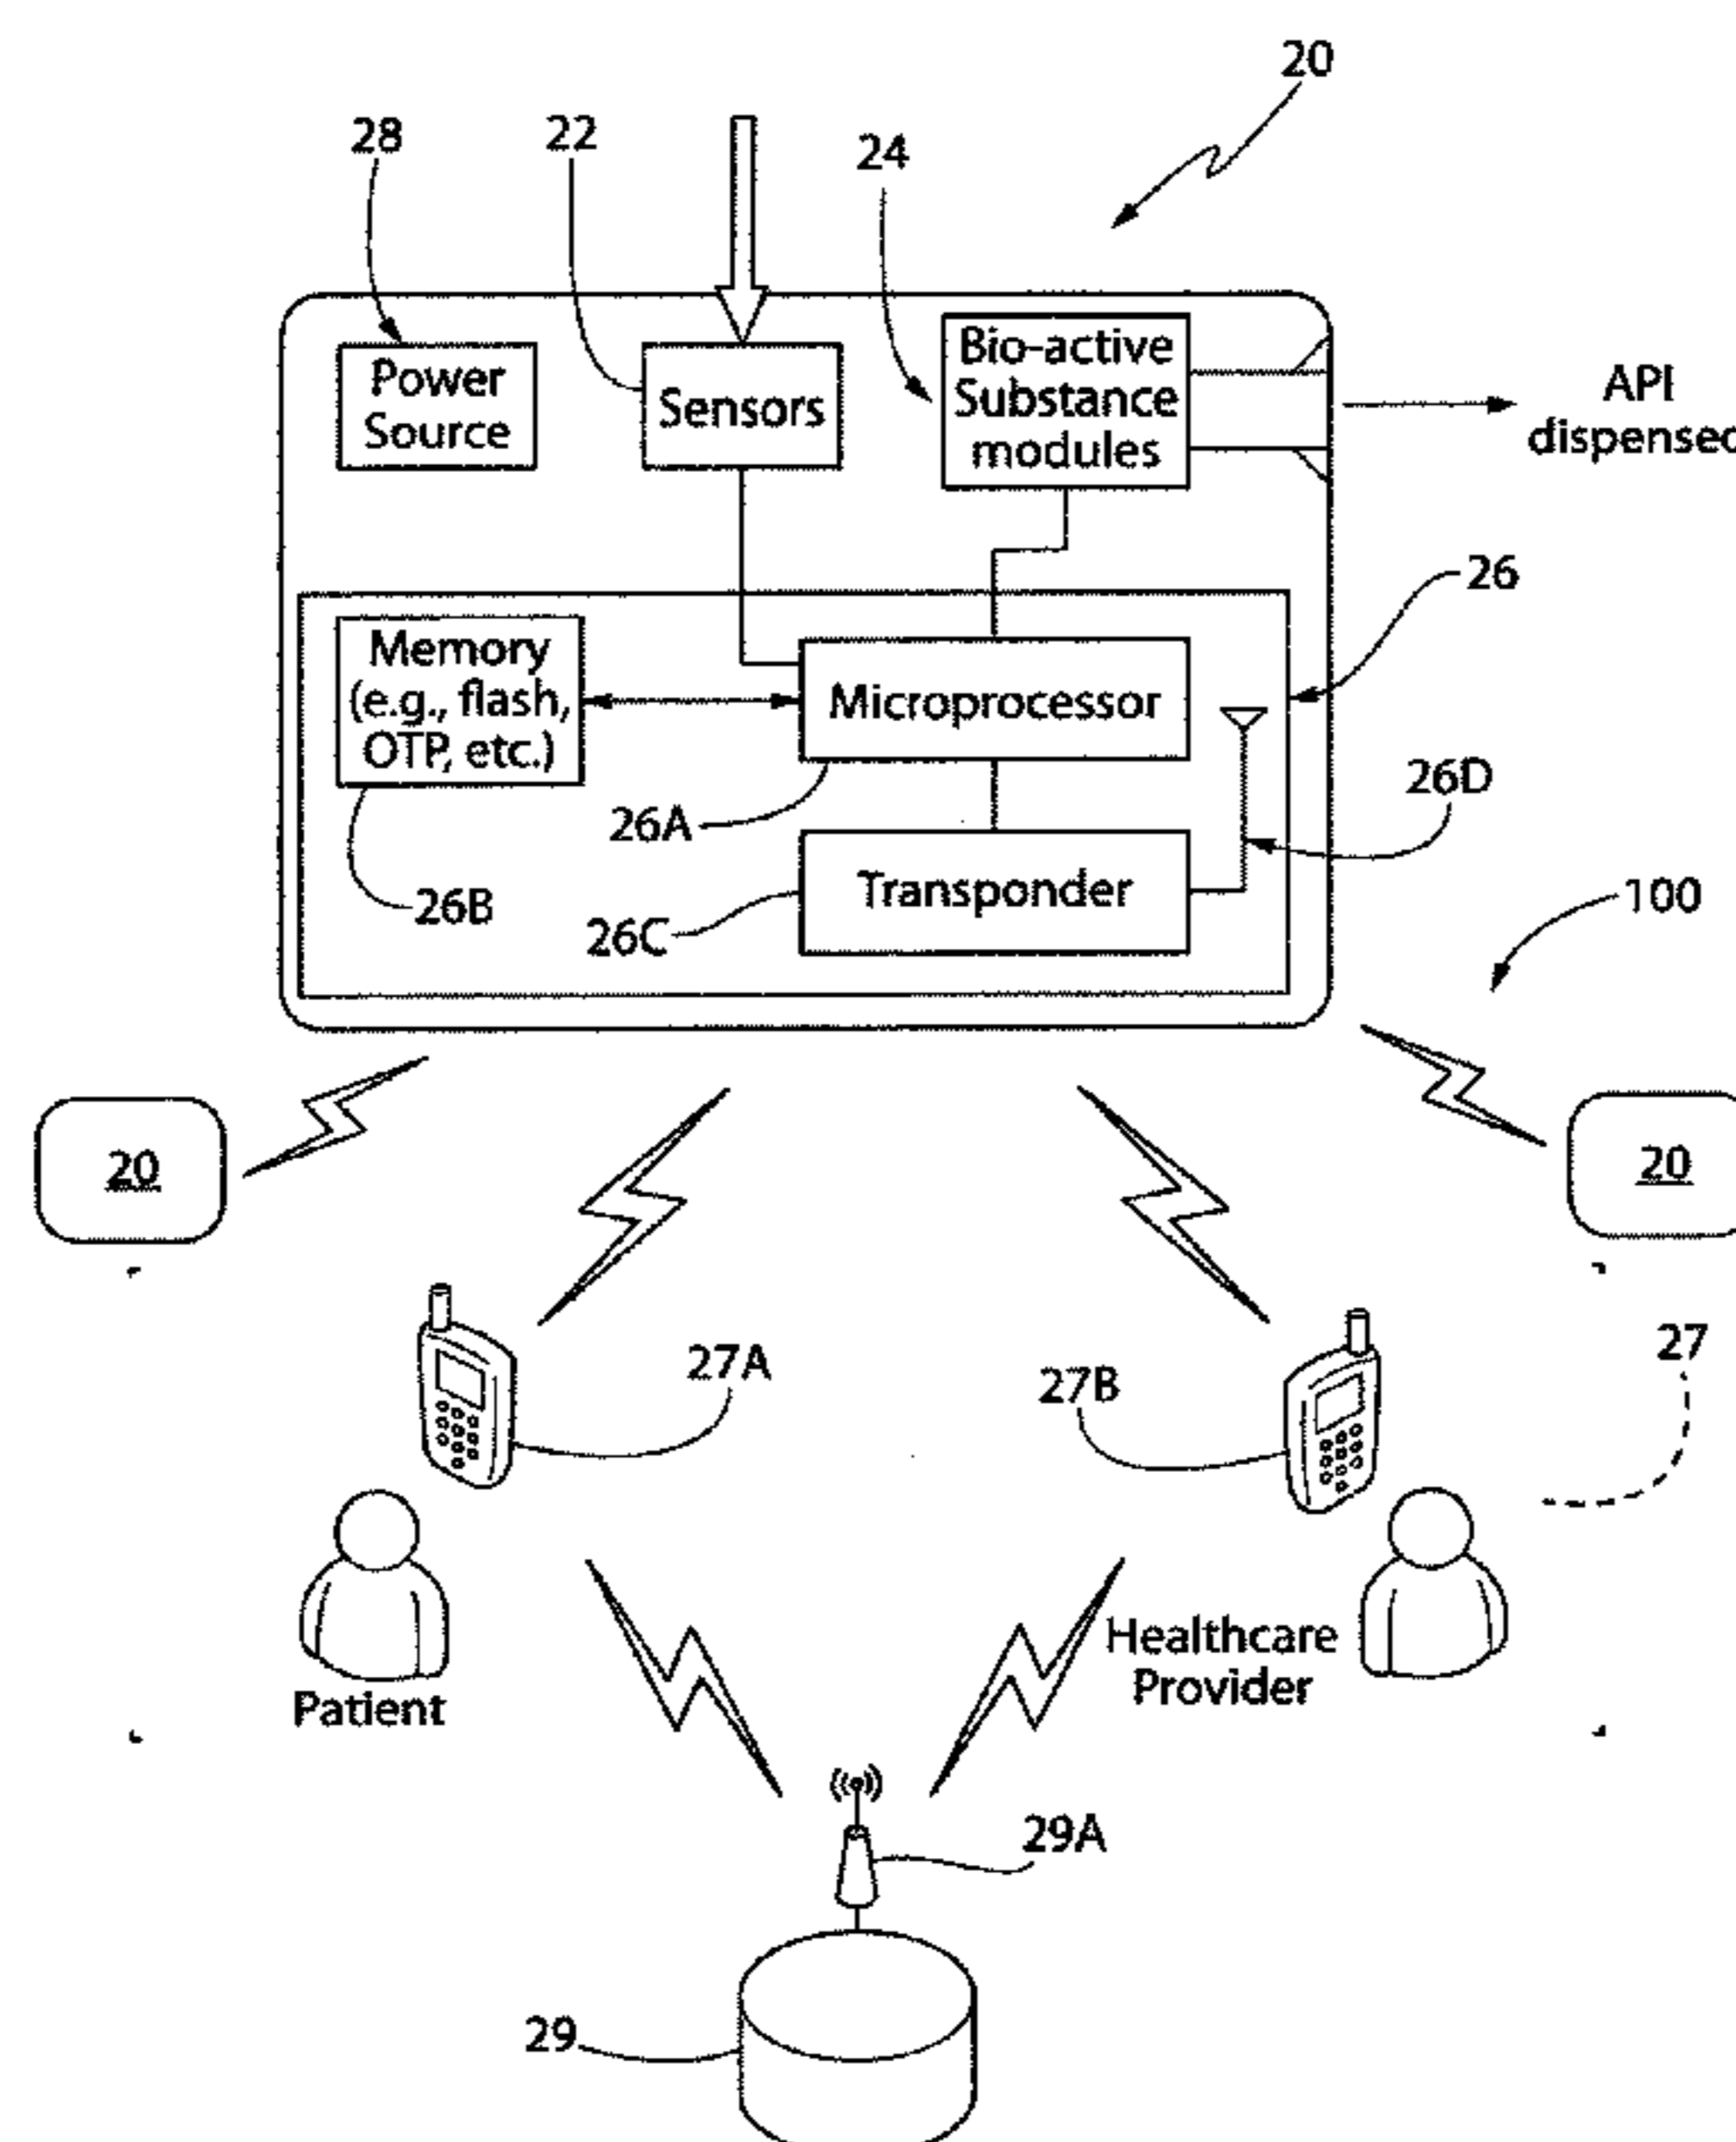 20
28
22
24
Power
Source
Sensors
Bio-active
Substance
modules
API
dispensed
26
Memory
(e.g., flash,
OTP, etc.)
Microprocessor
26D
26A
Transponder
26B
26C
100
20
20
27A
27B
27
Patient
Healthcare
Provider
29A
29